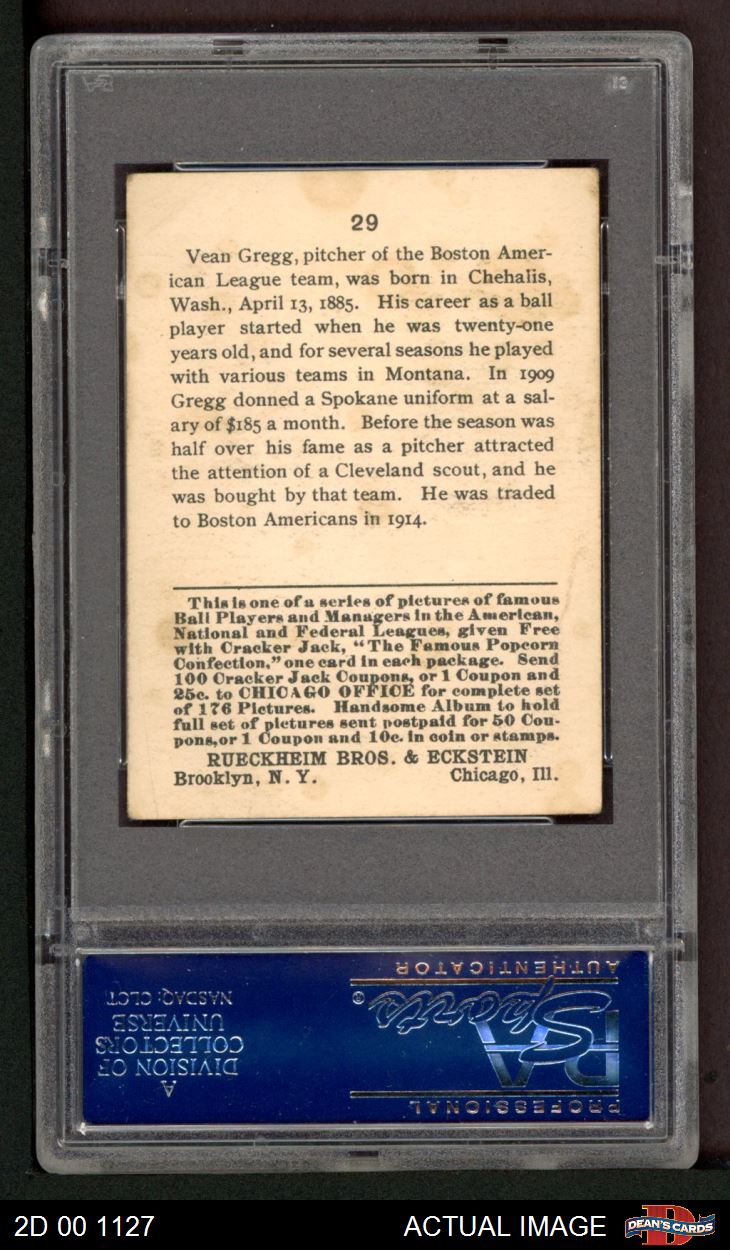 29
Vean Gregg, pitcher of the Boston Amer-
ican League team, was born in Chehalis,
Wash., April 13, 1885. His career as a ball
player started when he was twenty-one
years old, and for several seasons he played
with various teams in Montana. In 1909
Gregg donned a Spokane uniform at a sal-
ary of $185 a month. Before the season was
half over his fame as a pitcher attracted
the attention of a Cleveland scout, and he
was bought by that team. He was traded
to Boston Americans in 1914.
This is one of a series of pictures of famous
Ball Players and Managers in the American,
National and Federal Leagues, given Free
with Cracker Jack, "The Famous Popcorn
Confection," one card in each package. Send
100 Cracker Jack Coupons, or 1 Coupon and
25c. to CHICAGO OFFICE for complete set
of 176 Pictures. Handsome Album to hold
full set of pictures sent postpaid for 50 Cou-
pons, or 1 Coupon and 10c. in coin or stamps.
RUECKHEIM BROS. & ECKSTEIN
Brooklyn, N. Y. Chicago, Ill.
PROFESSIONAL
PSA
Sports®
AUTHENTICATOR
A
DIVISION OF
COLLECTORS
UNIVERSE
NASDAQ: CLCT
2D 00 1127 ACTUAL IMAGE DEAN'S CARDS